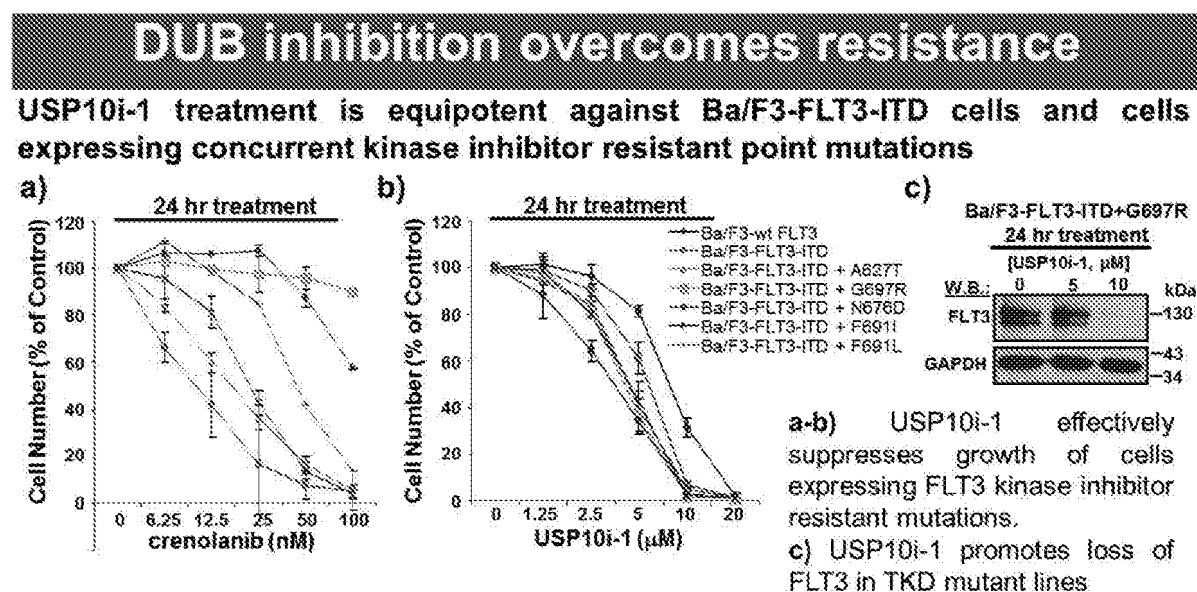 DUB inhibition overcomes resistance
USP10i-1 treatment is equipotent against Ba/F3-FLT3-ITD cells and cells
expressing concurrent kinase inhibitor resistant point mutations
a)
24 hr treatment
Cell Number (% of Control)
120
100
80
60
40
20
0
0 6.25 12.5 25 50 100
crenolanib (nM)
b)
24 hr treatment
Cell Number (% of Control)
120
100
80
60
40
20
0
0 1.25 2.5 5 10 20
USP10i-1 (µM)
Ba/F3-wt FLT3
Ba/F3-FLT3-ITD
Ba/F3-FLT3-ITD + A627T
Ba/F3-FLT3-ITD + G697R
Ba/F3-FLT3-ITD + N676D
Ba/F3-FLT3-ITD + F691I
Ba/F3-FLT3-ITD + F691L
c)
Ba/F3-FLT3-ITD+G697R
24 hr treatment
[USP10i-1, µM]
W.B.: 0 5 10 kDa
FLT3 130
GAPDH 43
34
a-b) USP10i-1 effectively
suppresses growth of cells
expressing FLT3 kinase inhibitor
resistant mutations.
c) USP10i-1 promotes loss of
FLT3 in TKD mutant lines